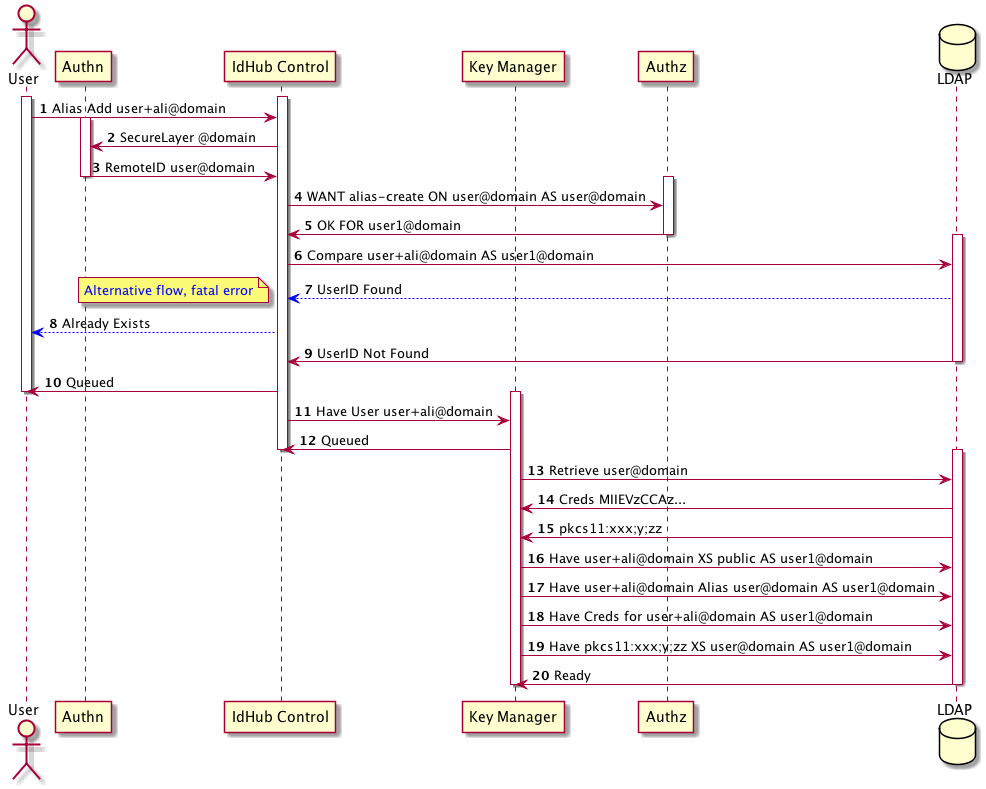 User
Authn
IdHub Control
Key Manager
Authz
LDAP
1 Alias Add user+ali@domain
2 SecureLayer @domain
3 RemoteID user@domain
4 WANT alias-create ON user@domain AS user@domain
5 OK FOR user1@domain
6 Compare user+ali@domain AS user1@domain
Alternative flow, fatal error
7 UserID Found
8 Already Exists
9 UserID Not Found
10 Queued
11 Have User user+ali@domain
12 Queued
13 Retrieve user@domain
14 Creds MIIEVzCCAz...
15 pkcs11:xxx;y;zz
16 Have user+ali@domain XS public AS user1@domain
17 Have user+ali@domain Alias user@domain AS user1@domain
18 Have Creds for user+ali@domain AS user1@domain
19 Have pkcs11:xxx;y;zz XS user@domain AS user1@domain
20 Ready
User
Authn
IdHub Control
Key Manager
Authz
LDAP